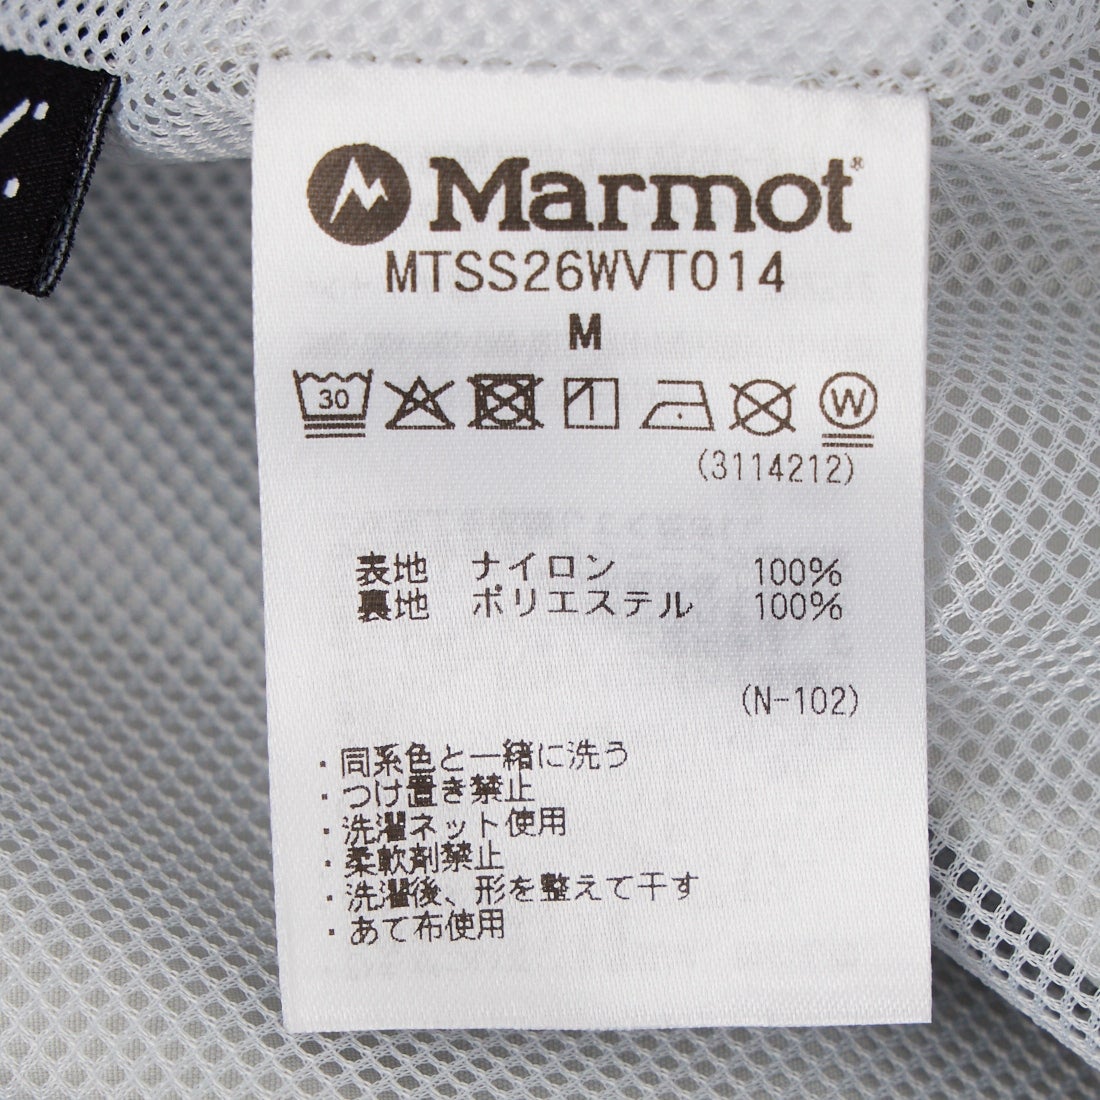 Marmot®
MTSS26WVT014
M
30 W
(3114212)
表地 ナイロン 100%
裏地 ポリエステル 100%
(N-102)
・同系色と一緒に洗う
・つけ置き禁止
・洗濯ネット使用
・柔軟剤禁止
・洗濯後、形を整えて干す
・あて布使用